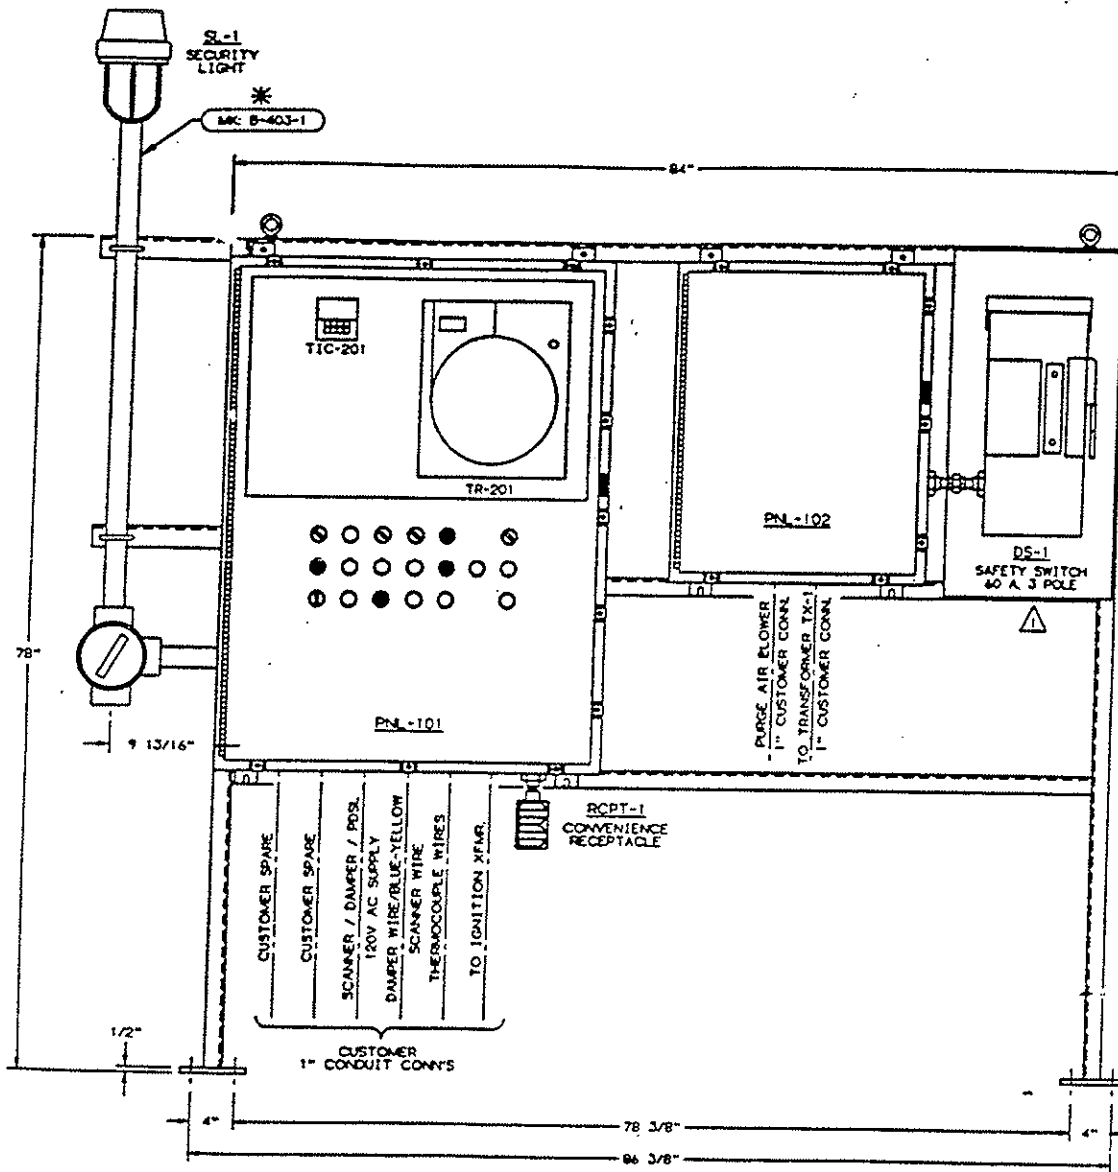 SL-1
SECURITY
LIGHT
MK: B-403-1
84"
TIC-201
TR-201
PNL-102
DS-1
SAFETY SWITCH
60 A, 3 POLE
1
78"
PURGE AIR BLOWER
1" CUSTOMER CONN.
TO TRANSFORMER TX-1
1" CUSTOMER CONN.
PNL-101
9 13/16"
RCPT-1
CONVENIENCE
RECEPTACLE
CUSTOMER SPARE
CUSTOMER SPARE
SCANNER / DAMPER / PDSL
120V AC SUPPLY
DAMPER WIRE/BLUE-YELLOW
SCANNER WIRE
THERMOCOUPLE WIRES
TO IGNITION XFMR.
1/2"
CUSTOMER
1" CONDUIT CONN'S
4"
78 3/8"
4"
86 3/8"